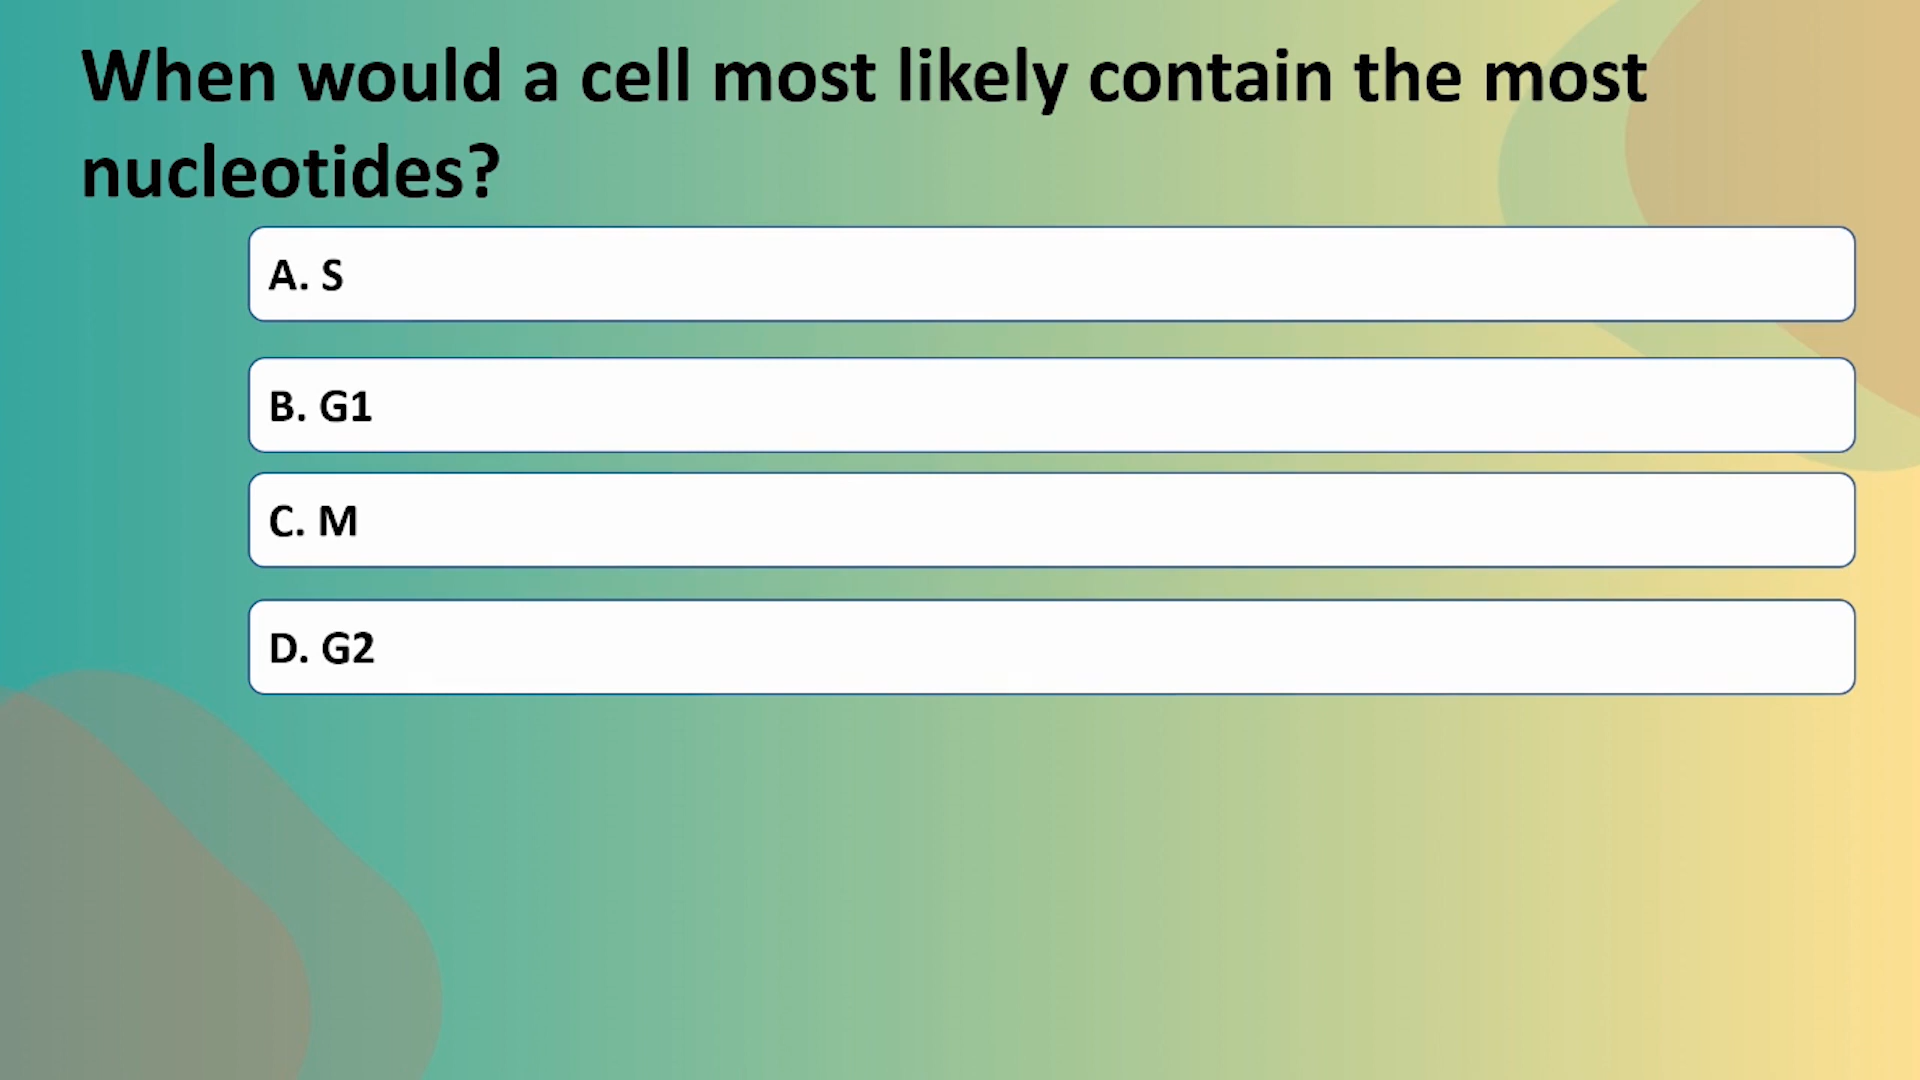 When would a cell most likely contain the most
nucleotides?
A. S
B. G1
C. M
D. G2